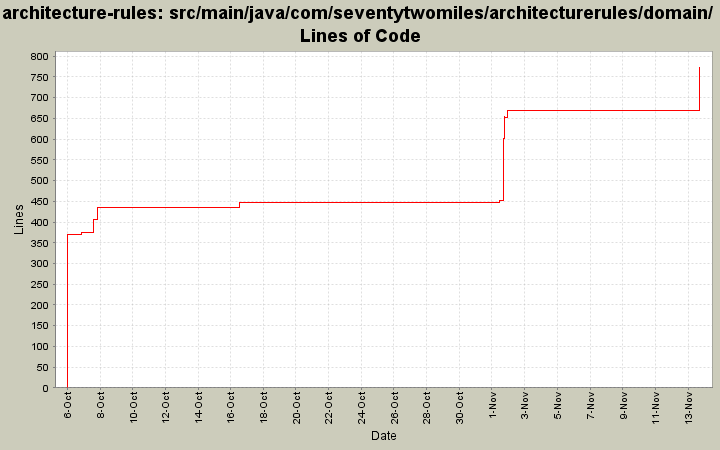 architecture-rules: src/main/java/com/seventytwomiles/architecturerules/domain/
Lines of Code
800
750
700
650
600
550
500
450
400
350
300
250
200
150
100
50
0
Lines
6-Oct
8-Oct
10-Oct
12-Oct
14-Oct
16-Oct
18-Oct
20-Oct
22-Oct
24-Oct
26-Oct
28-Oct
30-Oct
1-Nov
3-Nov
5-Nov
7-Nov
9-Nov
11-Nov
13-Nov
Date